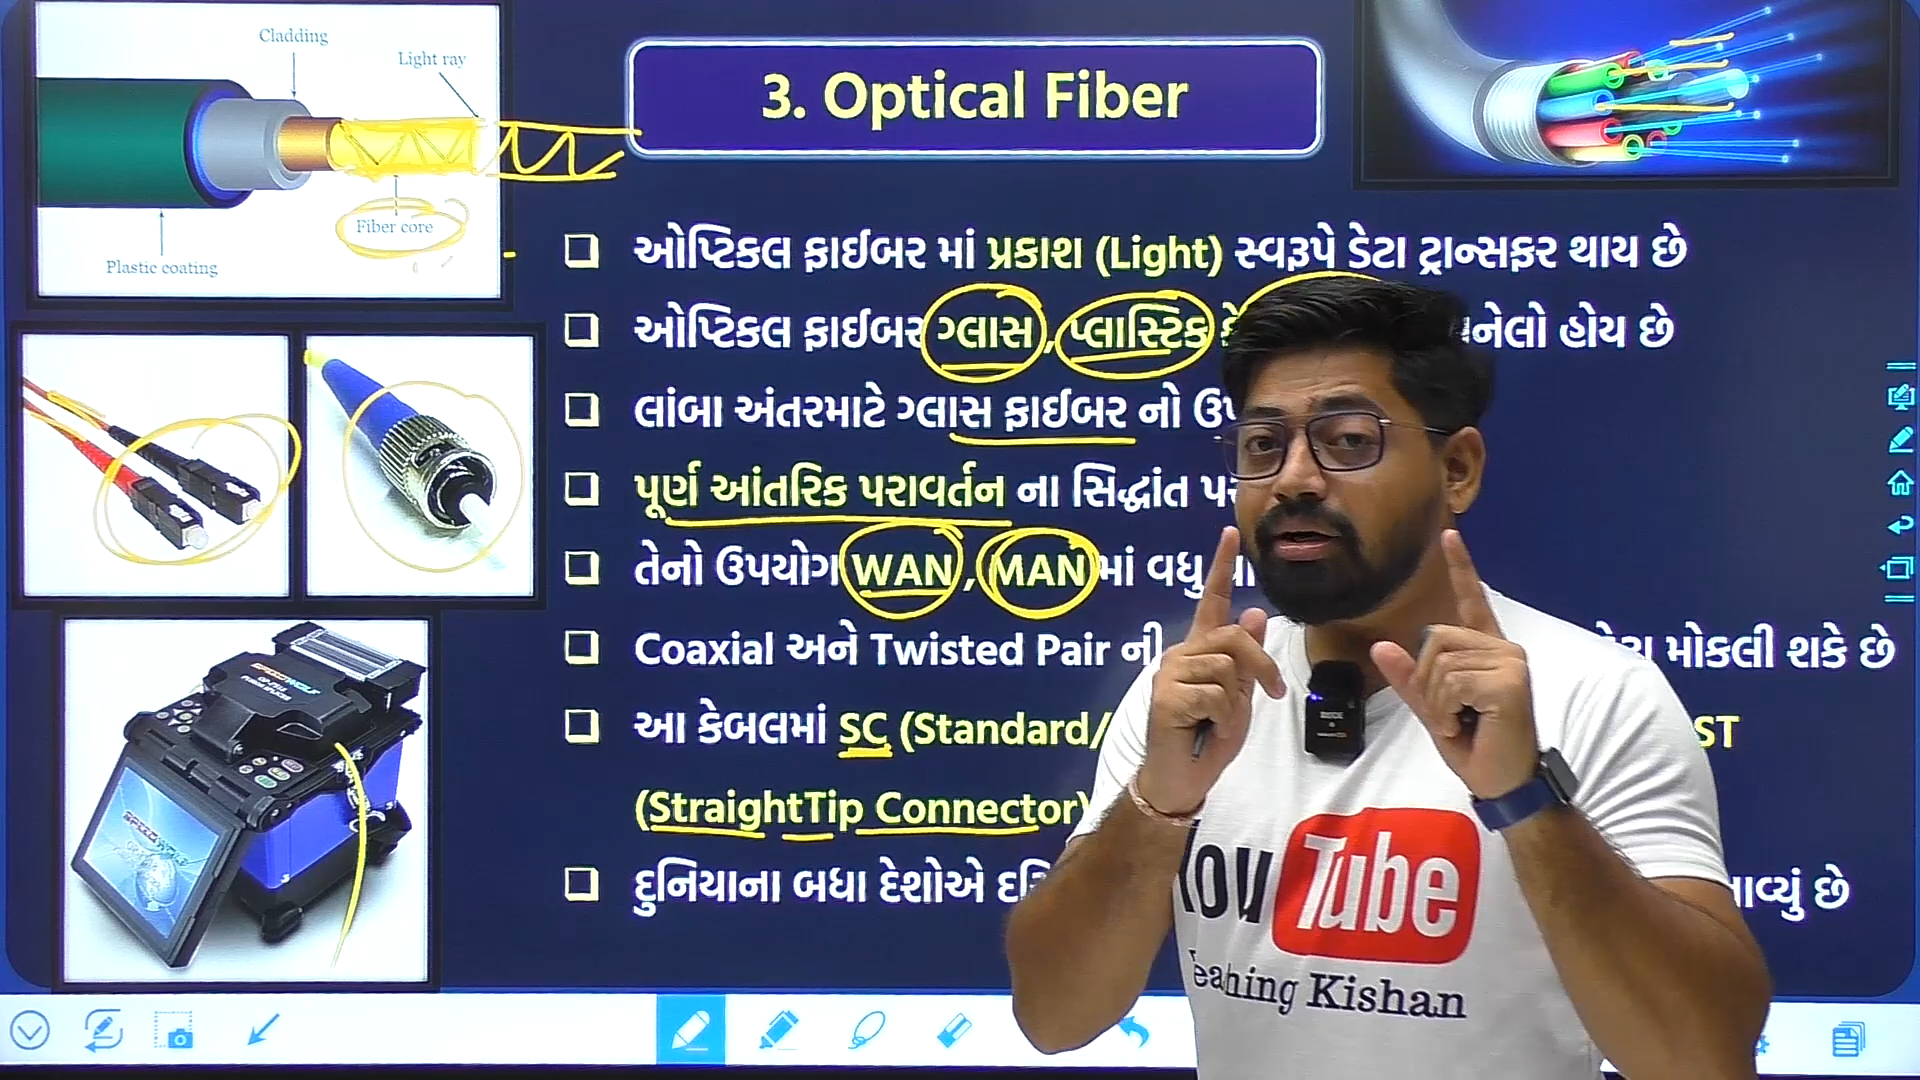 Cladding
Light ray
Fiber core
Plastic coating
3. Optical Fiber
ઓપ્ટિકલ ફાઈબર માં પ્રકાશ (Light) સ્વરૂપે ડેટા ટ્રાન્સફર થાય છે
ઓપ્ટિકલ ફાઈબર ગ્લાસ , પ્લાસ્ટિક હોય છે
લાંબા અંતરમાટે ગ્લાસ ફાઈબર નો
પૂર્ણ આંતરિક પરાવર્તન ના સિદ્ધાંત
તેનો ઉપયોગ WAN , MAN માં વધુ
Coaxial અને Twisted Pair ની મોકલી શકે છે
આ કેબલમાં SC (Standard/ ST
(StraightTip Connector)
દુનિયાના બધા દેશોએ છે
YouTube
Teaching Kishan